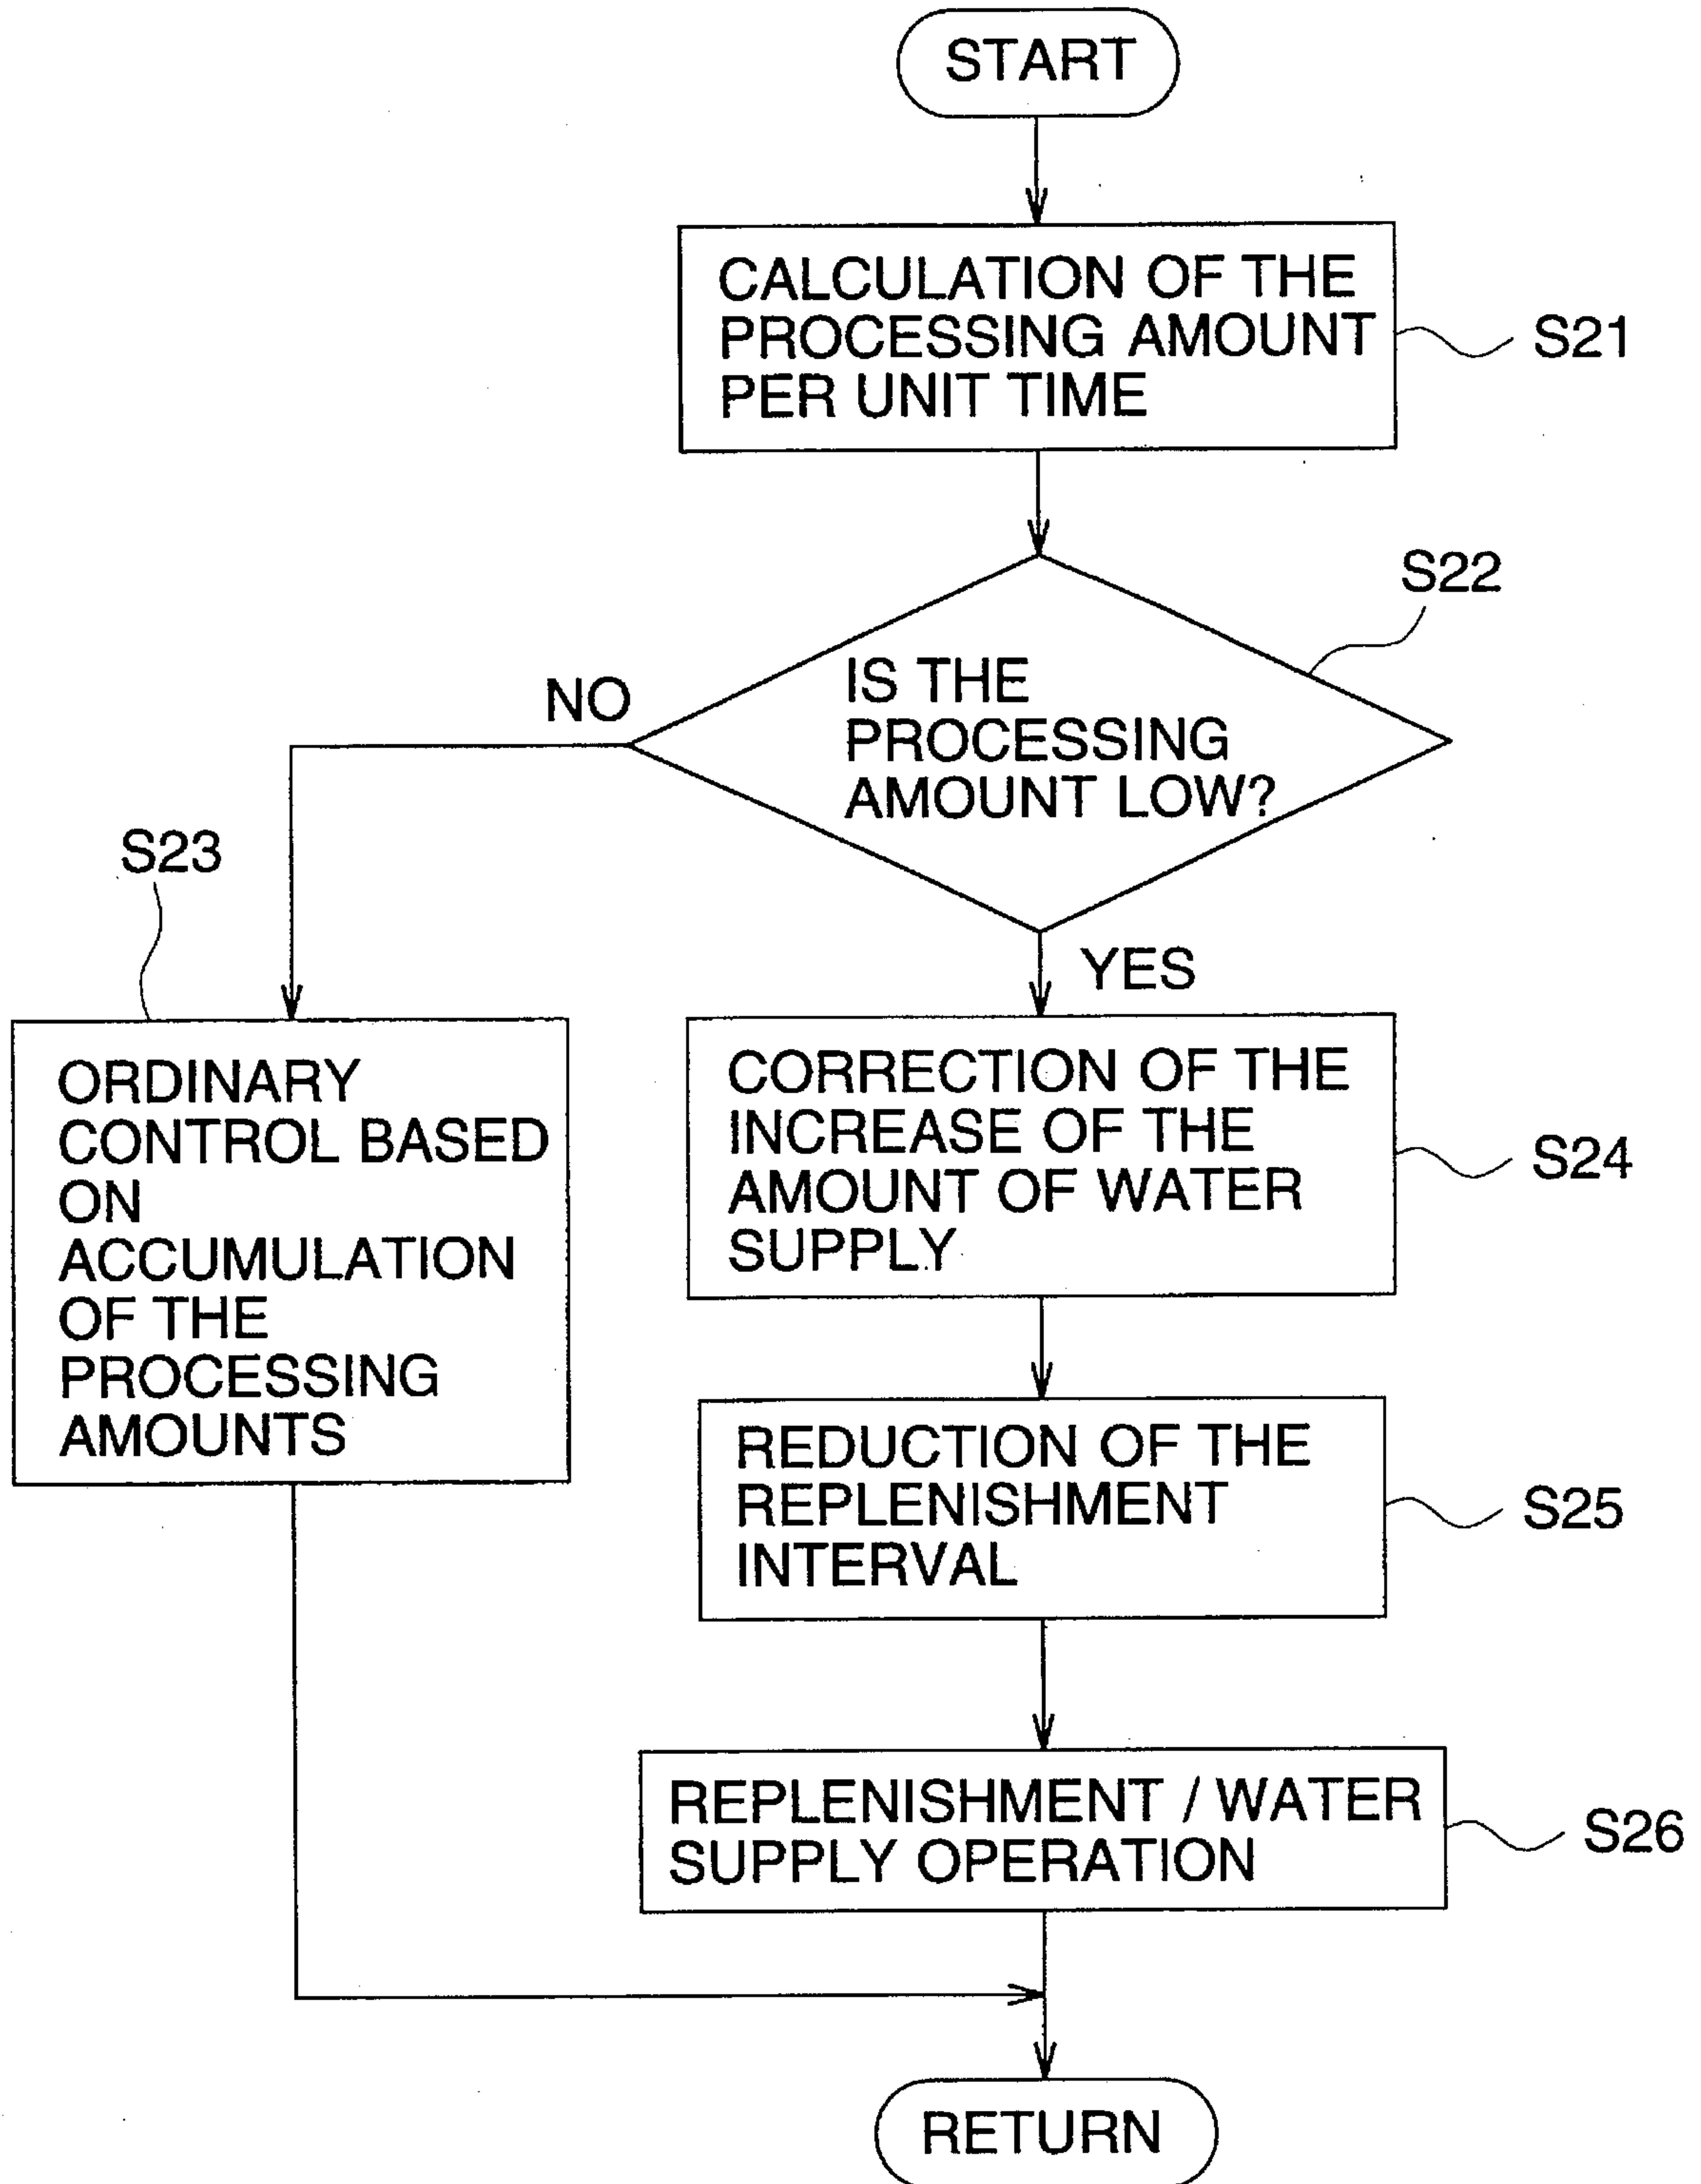 START
CALCULATION OF THE
PROCESSING AMOUNT
PER UNIT TIME
S21
S22
IS THE
PROCESSING
AMOUNT LOW?
NO
YES
S23
ORDINARY
CONTROL BASED
ON
ACCUMULATION
OF THE
PROCESSING
AMOUNTS
CORRECTION OF THE
INCREASE OF THE
AMOUNT OF WATER
SUPPLY
S24
REDUCTION OF THE
REPLENISHMENT
INTERVAL
S25
REPLENISHMENT / WATER
SUPPLY OPERATION
S26
RETURN